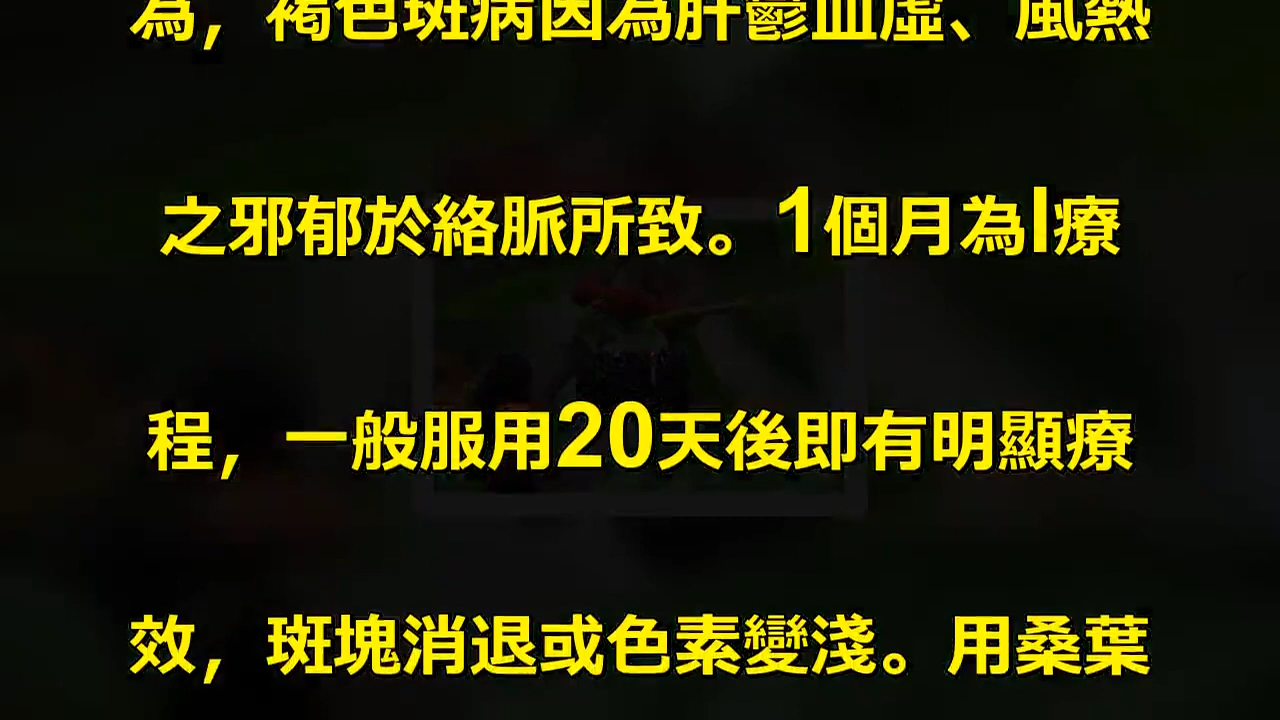 為，褐色斑病因為肝鬱血虛、風熱
之邪郁於絡脈所致。1個月為l療
程，一般服用20天後即有明顯療
效，斑塊消退或色素變淺。用桑葉